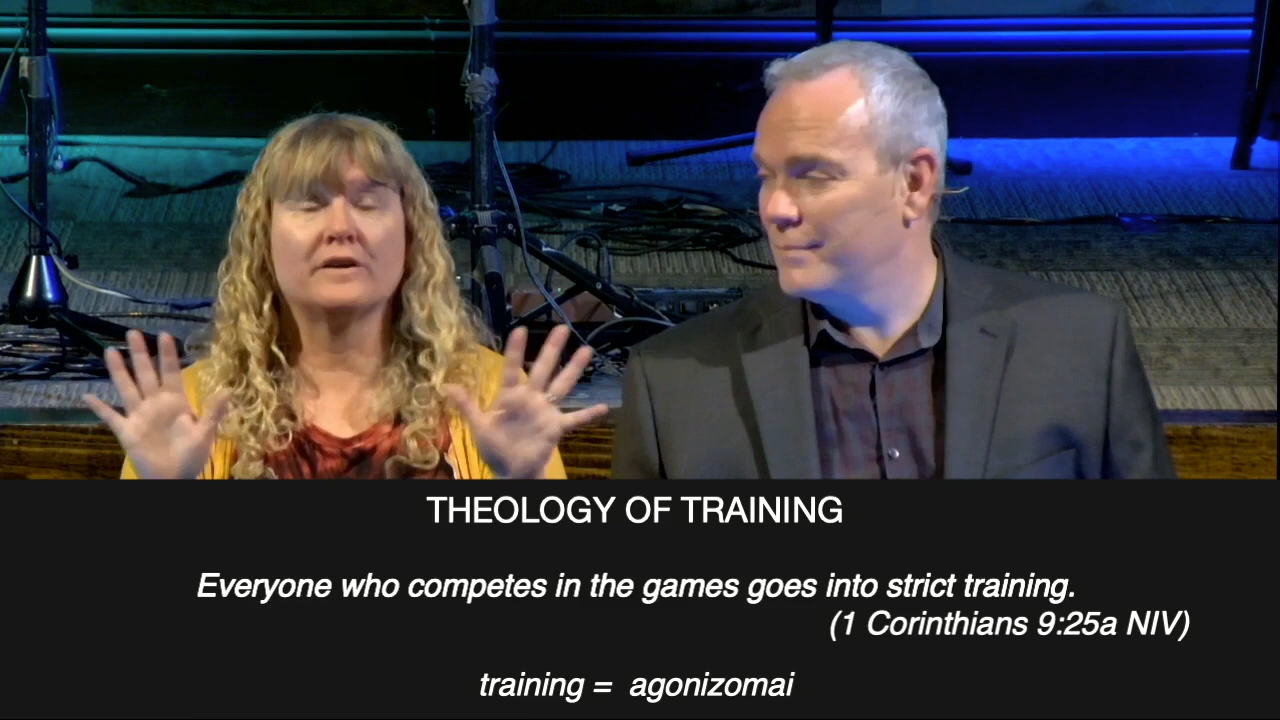 THEOLOGY OF TRAINING
Everyone who competes in the games goes into strict training.
(1 Corinthians 9:25a NIV)
training = agonizomai